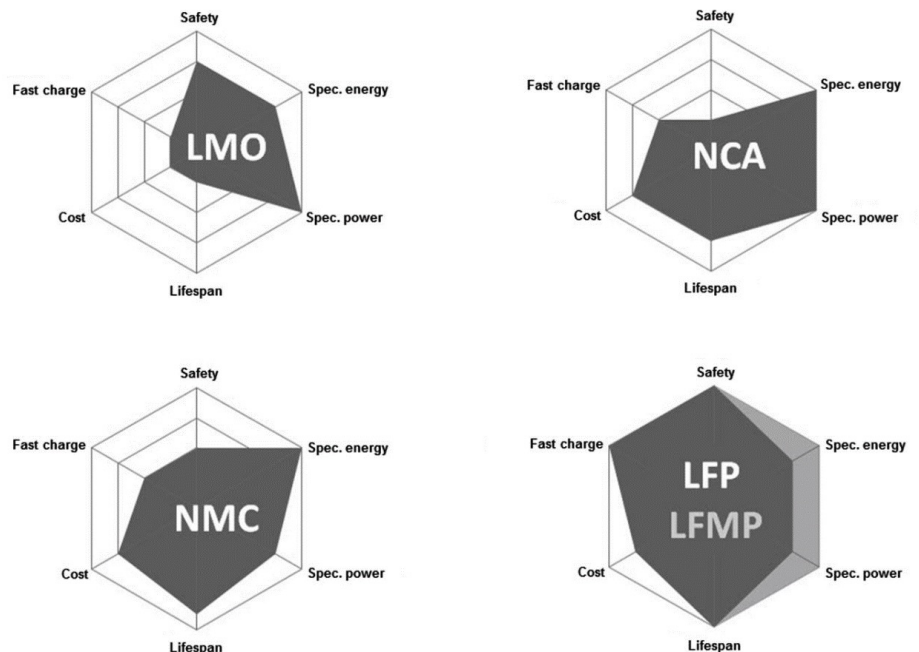 Safety
Fast charge
Spec. energy
LMO
Cost
Spec. power
Lifespan
Safety
Fast charge
Spec. energy
NCA
Cost
Spec. power
Lifespan
Safety
Fast charge
Spec. energy
NMC
Cost
Spec. power
Lifespan
Safety
Fast charge
Spec. energy
LFP
LFMP
Cost
Spec. power
Lifespan